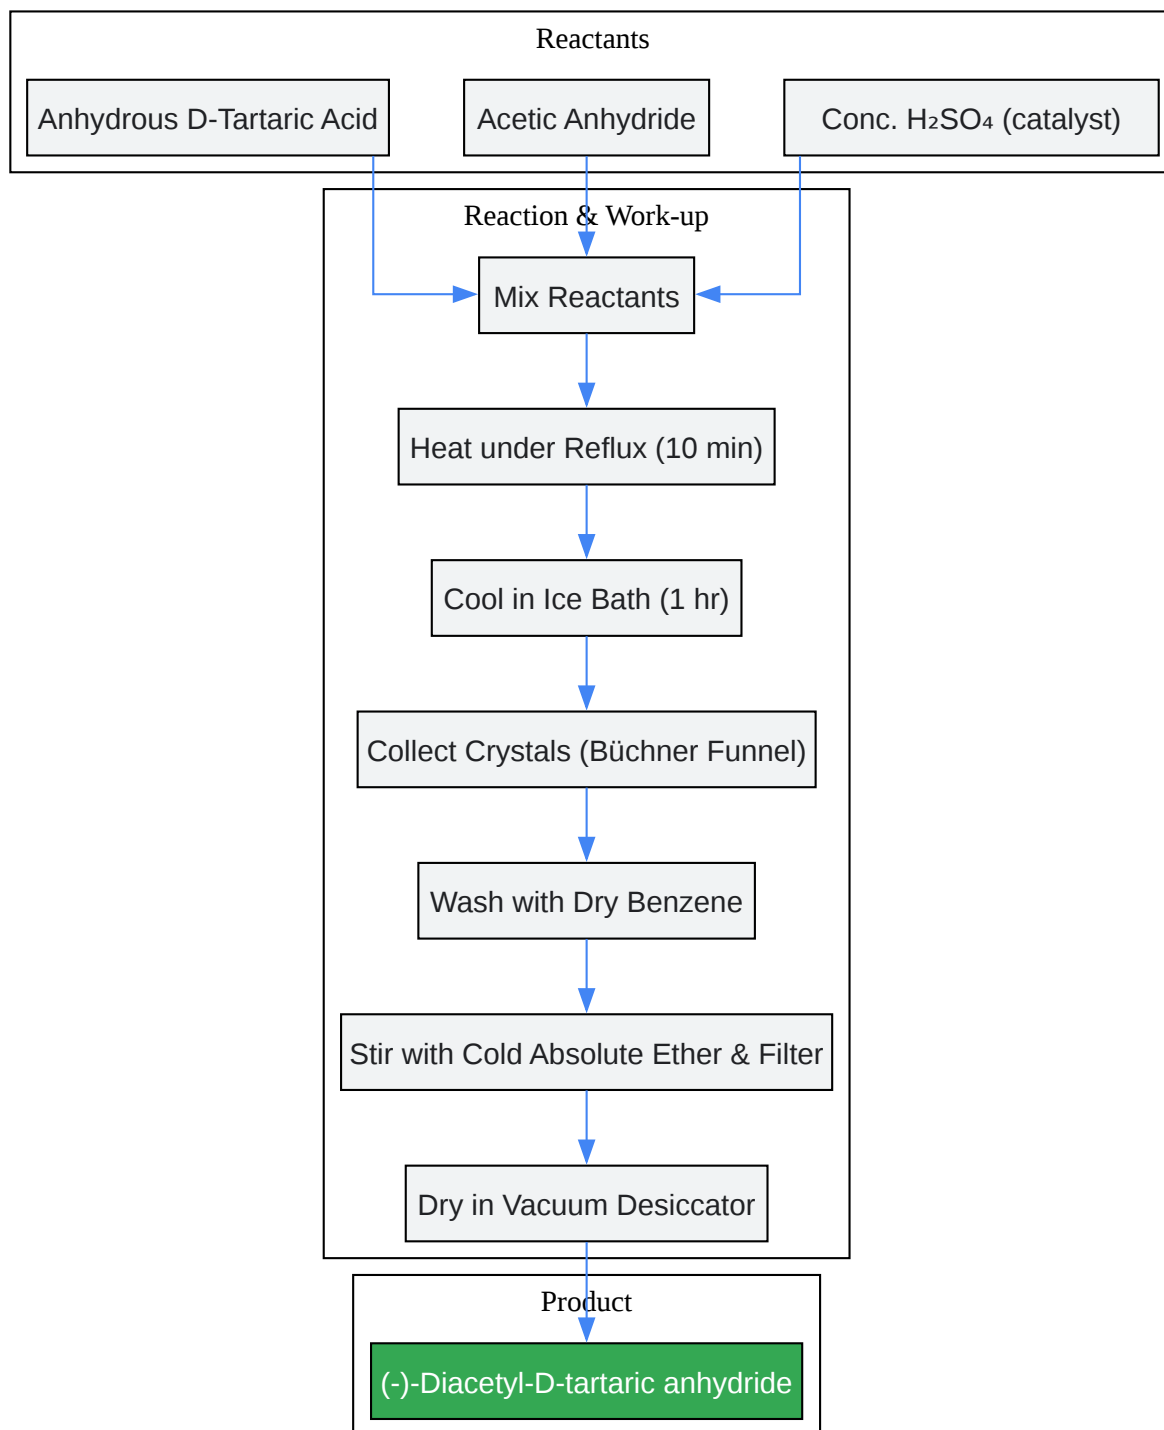 Reactants
Anhydrous D-Tartaric Acid
Acetic Anhydride
Conc. H₂SO₄ (catalyst)
Reaction & Work-up
Mix Reactants
Heat under Reflux (10 min)
Cool in Ice Bath (1 hr)
Collect Crystals (Büchner Funnel)
Wash with Dry Benzene
Stir with Cold Absolute Ether & Filter
Dry in Vacuum Desiccator
Product
(-)-Diacetyl-D-tartaric anhydride